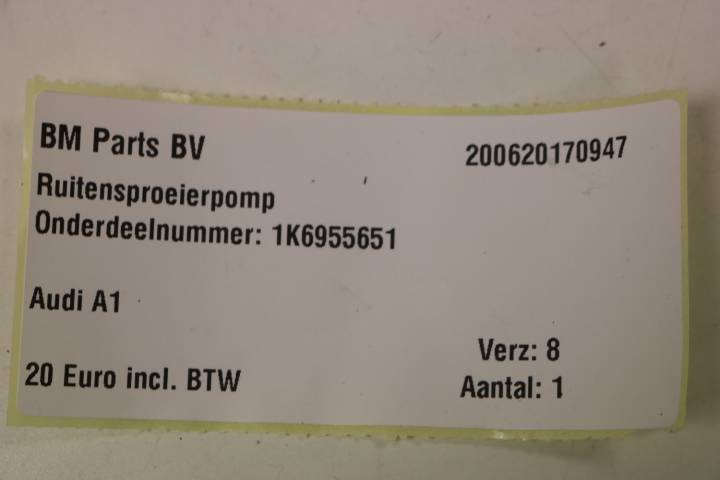 BM Parts BV
200620170947
Ruitensproeierpomp
Onderdeelnummer: 1K6955651
Audi A1
Verz: 8
20 Euro incl. BTW
Aantal: 1